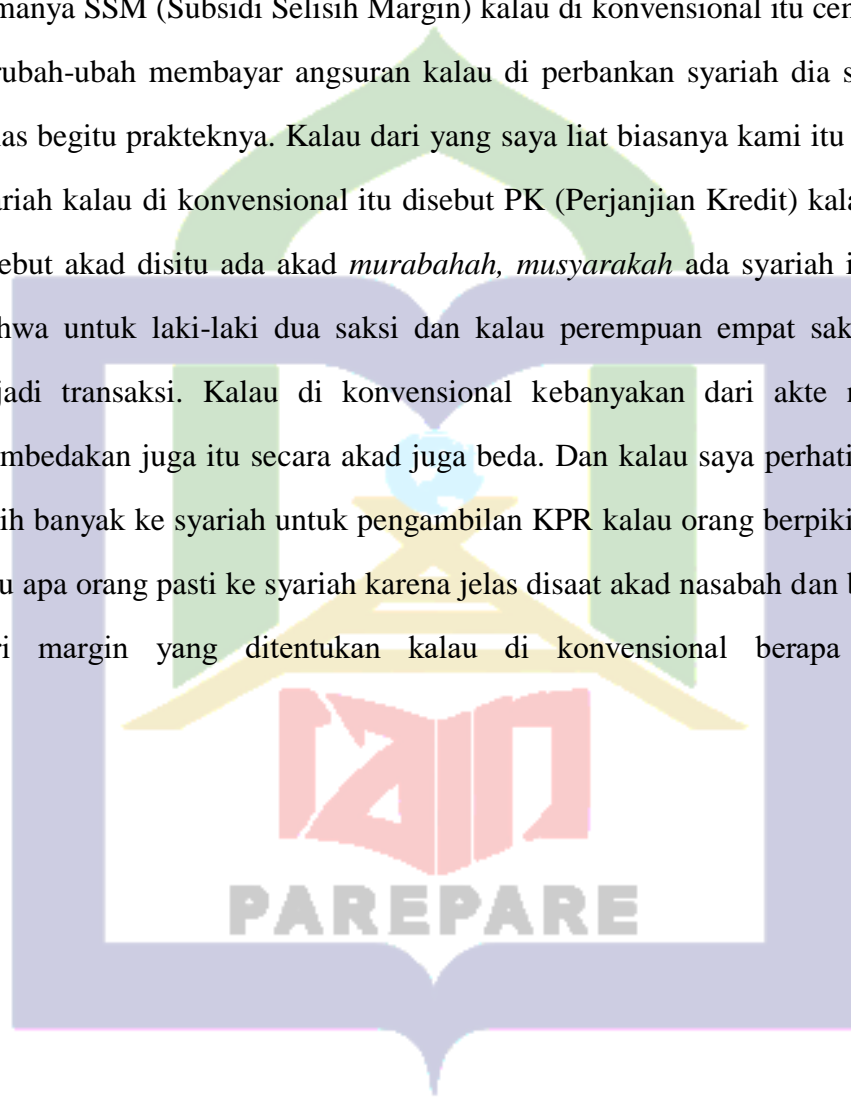 manya SSM (Subsidi Selisih Margin) kalau di konvensional itu cen
rubah-ubah membayar angsuran kalau di perbankan syariah dia s
las begitu prakteknya. Kalau dari yang saya liat biasanya kami itu
ariah kalau di konvensional itu disebut PK (Perjanjian Kredit) kala
ebut akad disitu ada akad murabahah, musyarakah ada syariah i
hwa untuk laki-laki dua saksi dan kalau perempuan empat sak
jadi transaksi. Kalau di konvensional kebanyakan dari akte
mbedakan juga itu secara akad juga beda. Dan kalau saya perhati
ih banyak ke syariah untuk pengambilan KPR kalau orang berpiki
u apa orang pasti ke syariah karena jelas disaat akad nasabah dan b
ri margin yang ditentukan kalau di konvensional berapa
iain
PAREPARE